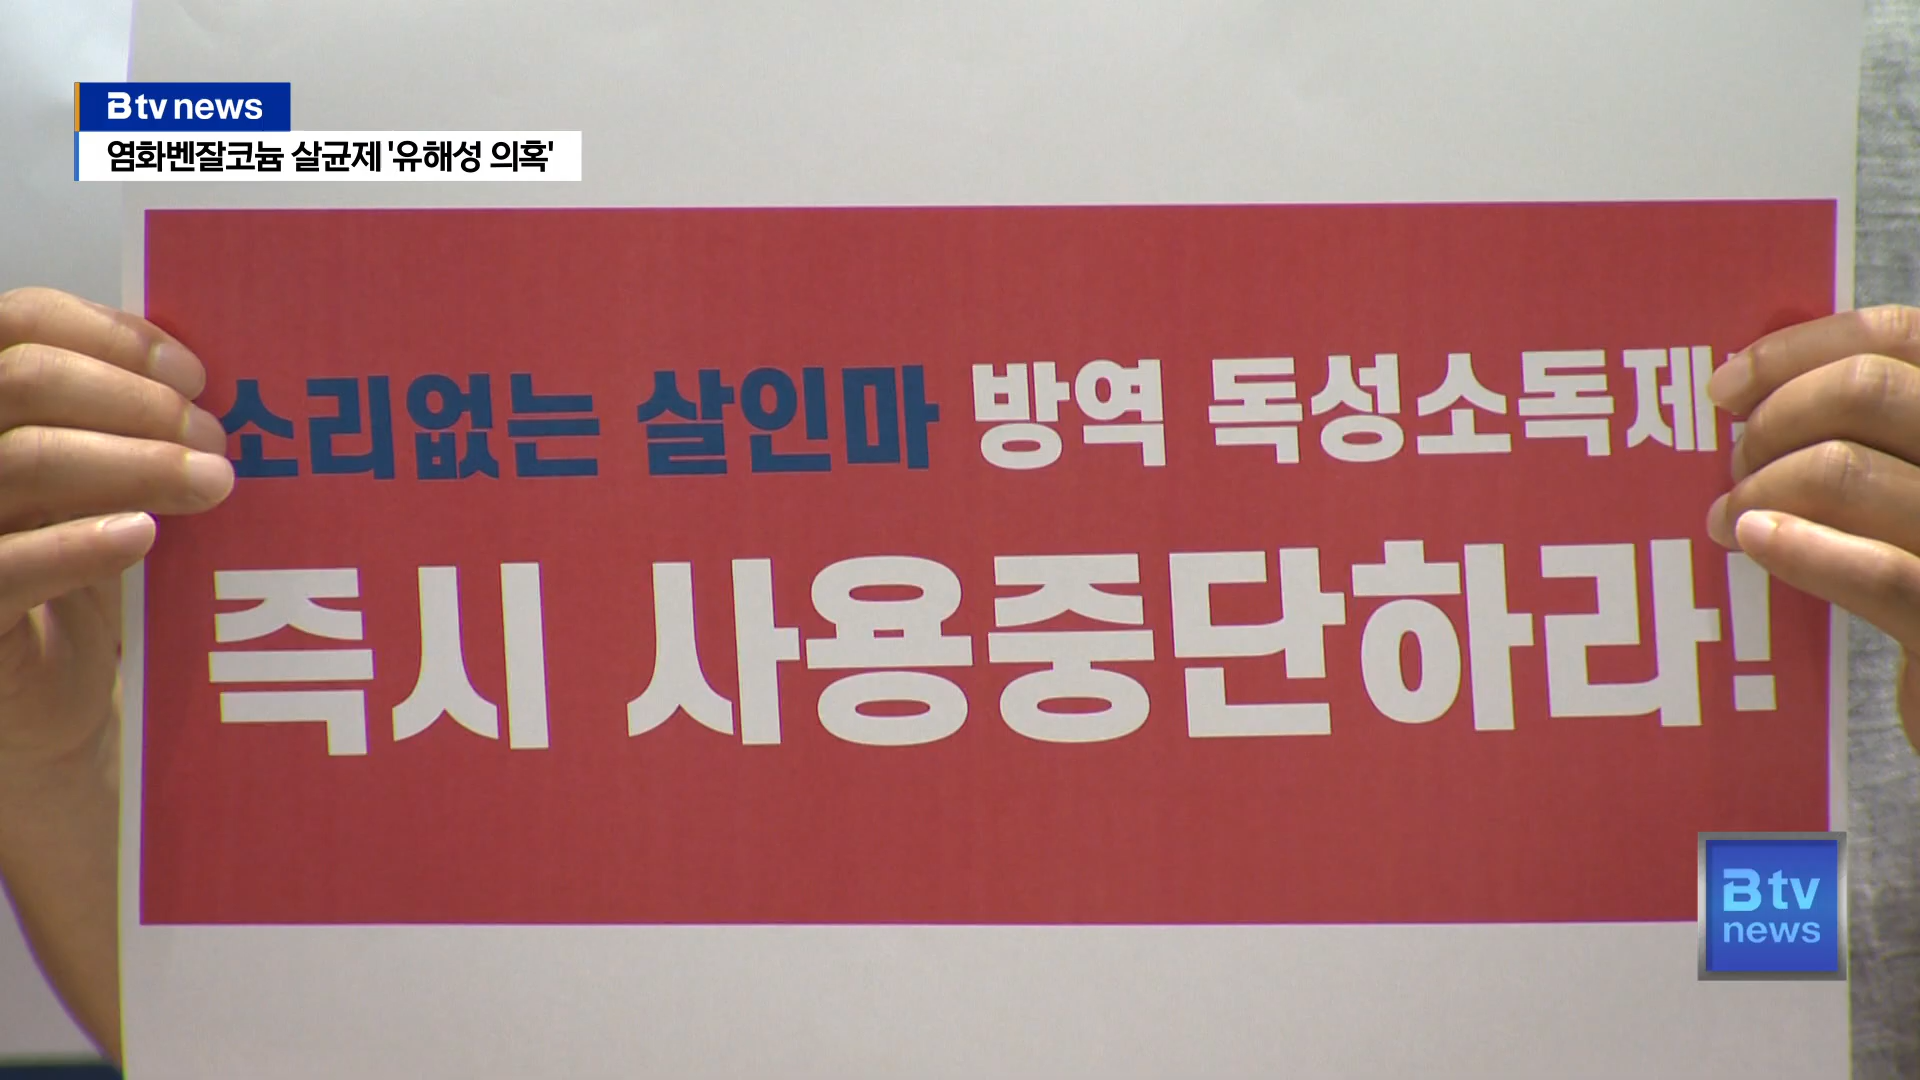 B tv news
염화벤잘코늄 살균제 '유해성 의혹'
소리없는 살인마 방역 독성소독제
즉시 사용중단하라!
B tv
news